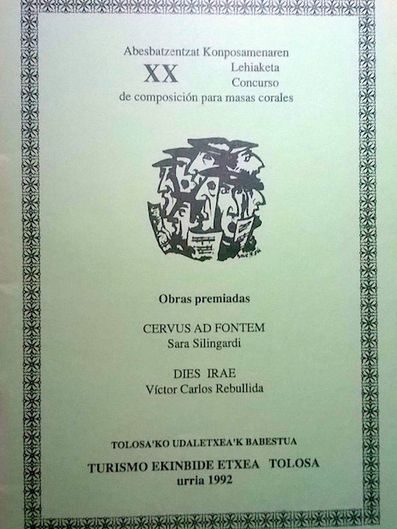 Abesbatzentzat Konposamenaren
XX Lehiaketa
Concurso
de composición para masas corales
Obras premiadas
CERVUS AD FONTEM
Sara Silingardi
DIES IRAE
Víctor Carlos Rebullida
TOLOSA'KO UDALETXEA'K BABESTUA
TURISMO EKINBIDE ETXEA TOLOSA
urria 1992